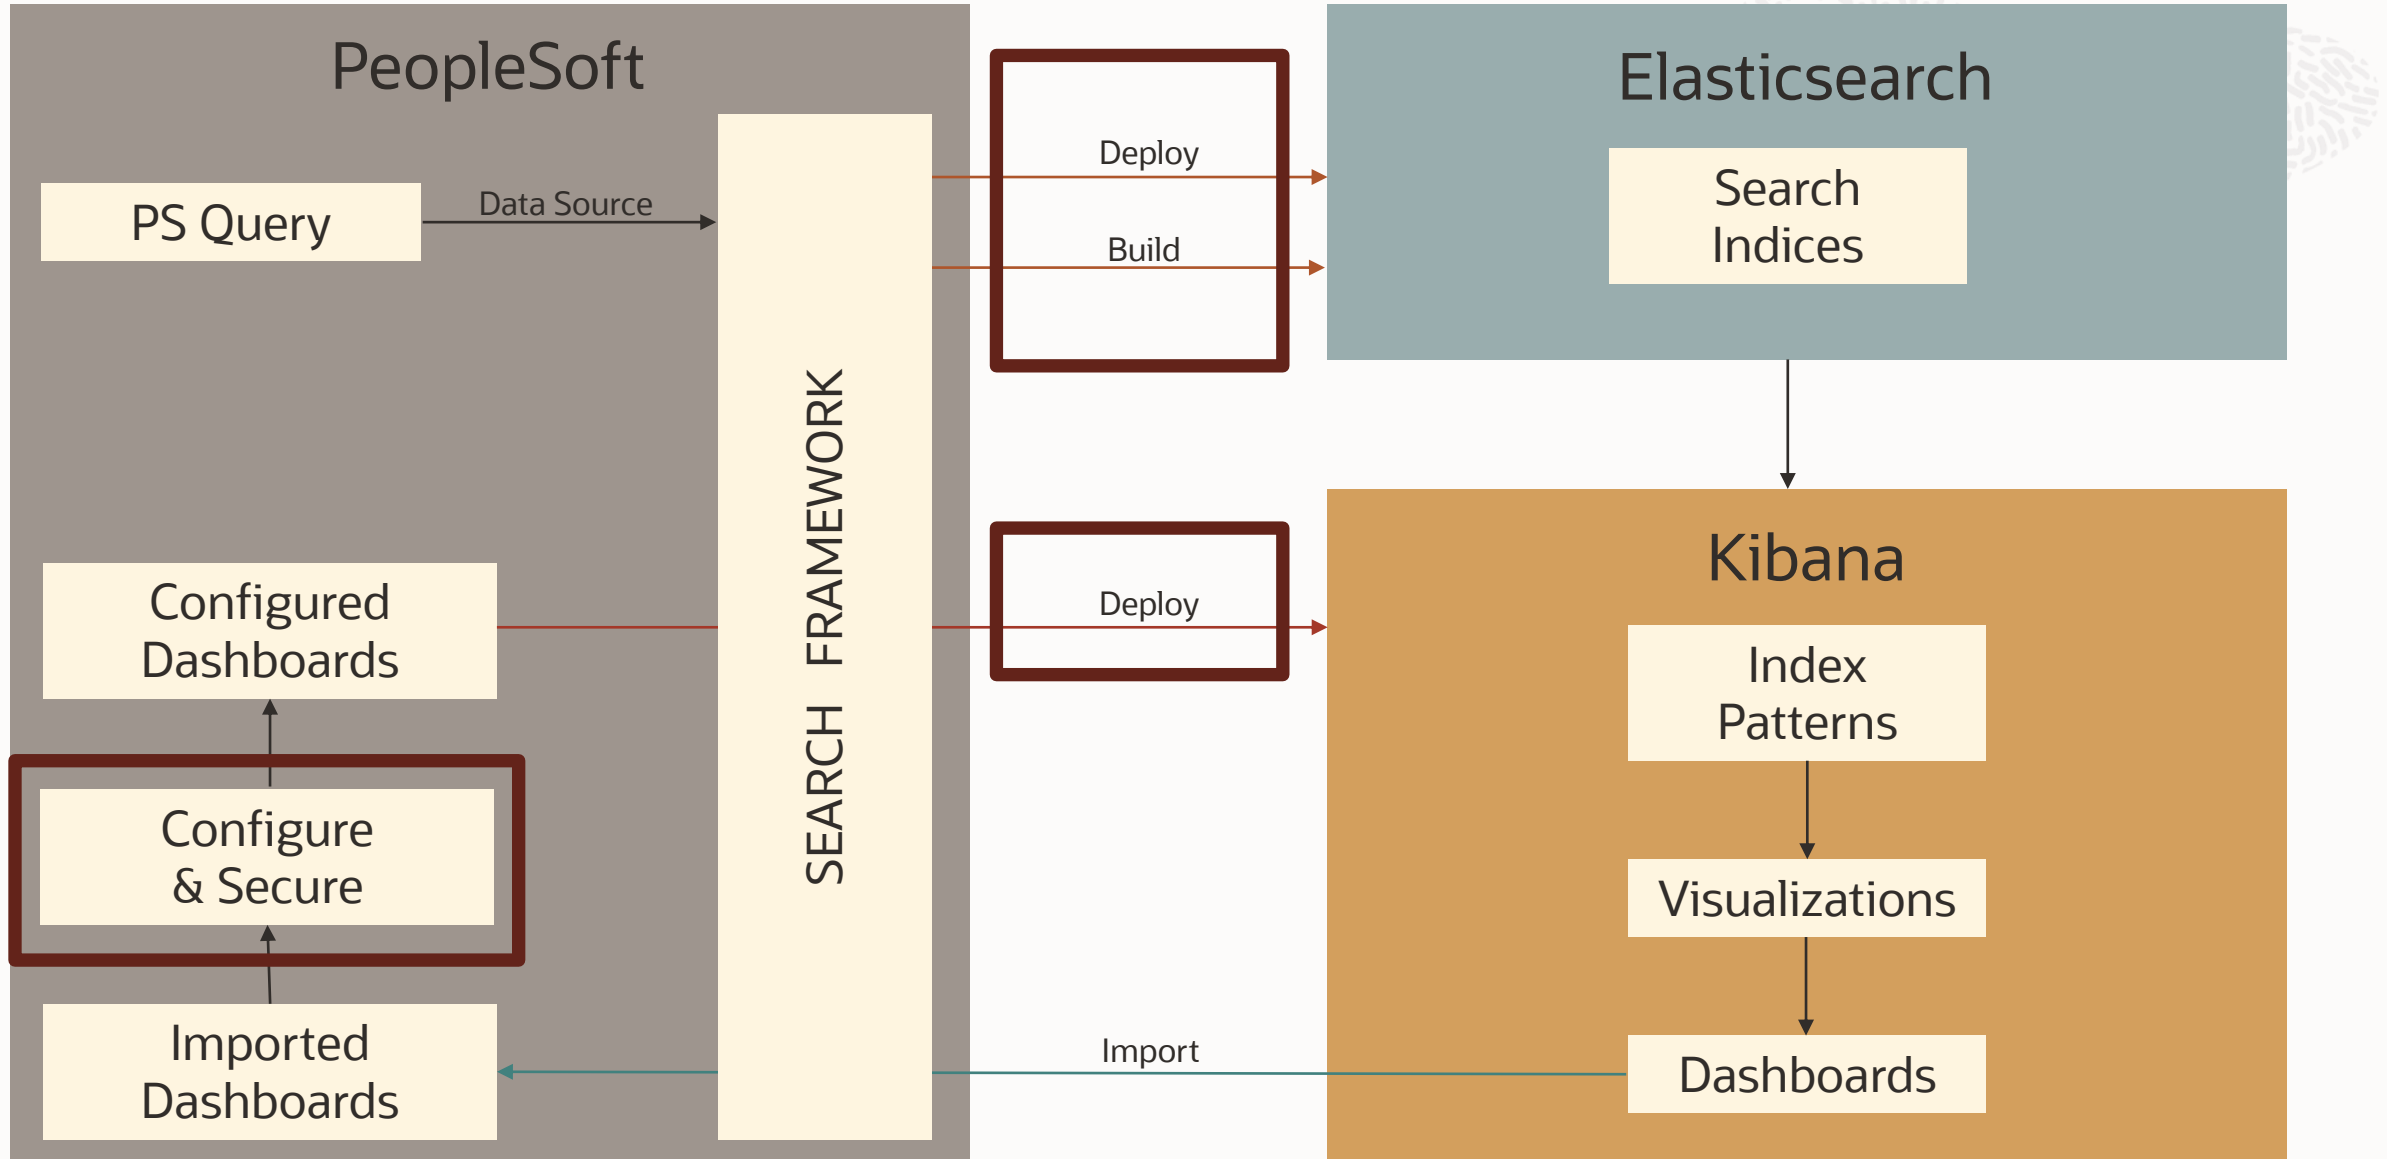 PeopleSoft
PS Query
Data Source
SEARCH FRAMEWORK
Configured
Dashboards
Configure
& Secure
Imported
Dashboards
Deploy
Build
Deploy
Import
Elasticsearch
Search
Indices
Kibana
Index
Patterns
Visualizations
Dashboards